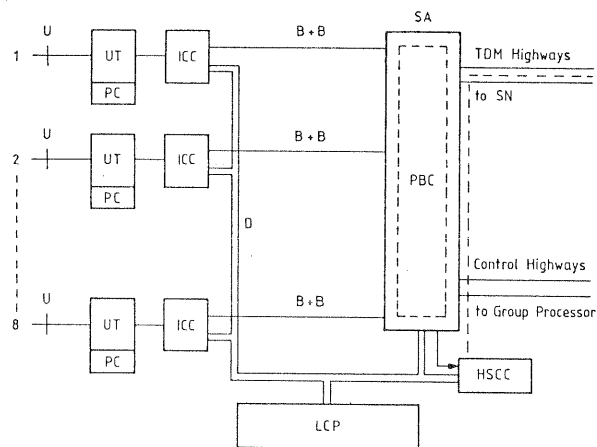 SA
U
B + B
TDM Highways
1
UT
ICC
PC
to SN
U
B + B
2
UT
ICC
PBC
PC
D
Control Highways
U
B + B
to Group Processor
8
UT
ICC
PC
HSCC
LCP